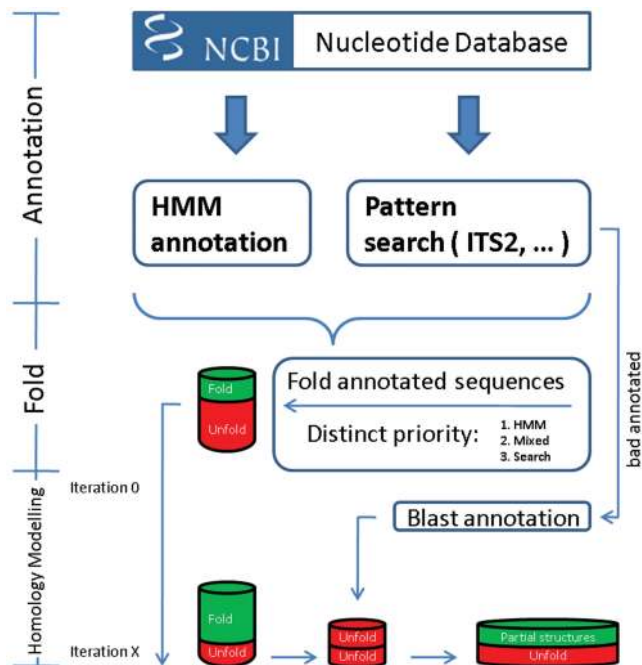 NCBI Nucleotide Database
Annotation
HMM
annotation
Pattern
search ( ITS2, ... )
bad annotated
Fold
Fold
Unfold
Fold annotated sequences
Distinct priority:
1. HMM
2. Mixed
3. Search
Homology Modelling
Iteration 0
Blast annotation
Iteration X
Fold
Unfold
Unfold
Unfold
Partial structures
Unfold